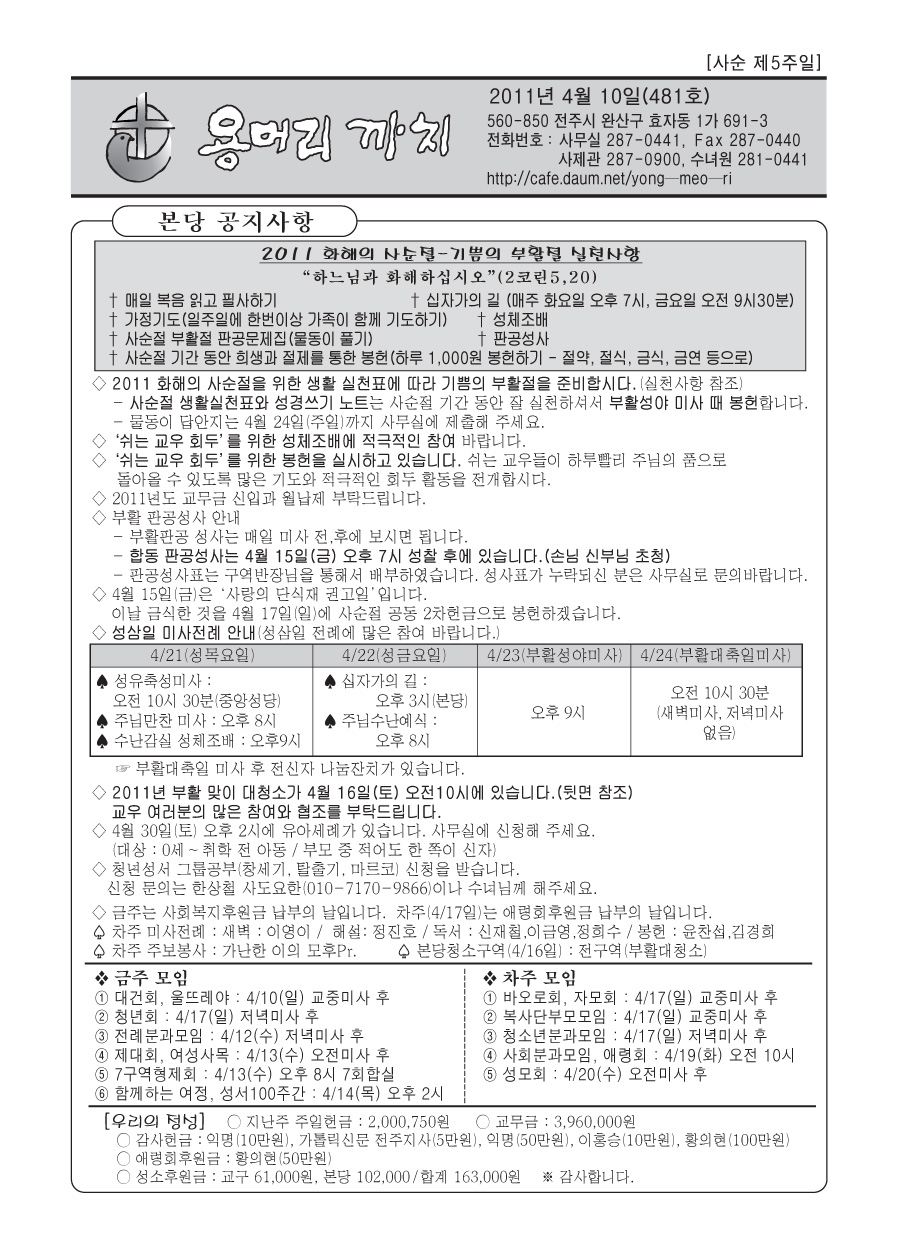 [사순 제5주일]
용머리 까치
2011년 4월 10일(481호)
560-850 전주시 완산구 효자동 1가 691-3
전화번호 : 사무실 287-0441, Fax 287-0440
사제관 287-0900, 수녀원 281-0441
http://cafe.daum.net/yong─meo─ri
본당 공지사항
2011 화해의 사순절-기쁨의 부활절 실천사항
“하느님과 화해하십시오”(2코린5,20)
† 매일 복음 읽고 필사하기 † 십자가의 길 (매주 화요일 오후 7시, 금요일 오전 9시30분)
† 가정기도(일주일에 한번이상 가족이 함께 기도하기) † 성체조배
† 사순절 부활절 판공문제집(물동이 풀기) † 판공성사
† 사순절 기간 동안 희생과 절제를 통한 봉헌(하루 1,000원 봉헌하기 - 절약, 절식, 금식, 금연 등으로)
◇ 2011 화해의 사순절을 위한 생활 실천표에 따라 기쁨의 부활절을 준비합시다.(실천사항 참조)
- 사순절 생활실천표와 성경쓰기 노트는 사순절 기간 동안 잘 실천하셔서 부활성야 미사 때 봉헌합니다.
- 물동이 답안지는 4월 24일(주일)까지 사무실에 제출해 주세요.
◇ ‘쉬는 교우 회두’를 위한 성체조배에 적극적인 참여 바랍니다.
◇ ‘쉬는 교우 회두’를 위한 봉헌을 실시하고 있습니다. 쉬는 교우들이 하루빨리 주님의 품으로
돌아올 수 있도록 많은 기도와 적극적인 회두 활동을 전개합시다.
◇ 2011년도 교무금 신입과 월납제 부탁드립니다.
◇ 부활 판공성사 안내
- 부활판공 성사는 매일 미사 전,후에 보시면 됩니다.
- 합동 판공성사는 4월 15일(금) 오후 7시 성찰 후에 있습니다.(손님 신부님 초청)
- 판공성사표는 구역반장님을 통해서 배부하였습니다. 성사표가 누락되신 분은 사무실로 문의바랍니다.
◇ 4월 15일(금)은 ‘사랑의 단식재 권고일’입니다.
이날 금식한 것을 4월 17일(일)에 사순절 공동 2차헌금으로 봉헌하겠습니다.
◇ 성삼일 미사전례 안내(성삼일 전례에 많은 참여 바랍니다.)
4/21(성목요일) 4/22(성금요일) 4/23(부활성야미사) 4/24(부활대축일미사)
♠ 성유축성미사 :
오전 10시 30분(중앙성당)
♠ 주님만찬 미사 : 오후 8시
♠ 수난감실 성체조배 : 오후9시
♠ 십자가의 길 :
오후 3시(본당)
♠ 주님수난예식 :
오후 8시
오후 9시
오전 10시 30분
(새벽미사, 저녁미사
없음)
☞ 부활대축일 미사 후 전신자 나눔잔치가 있습니다.
◇ 2011년 부활 맞이 대청소가 4월 16일(토) 오전10시에 있습니다.(뒷면 참조)
교우 여러분의 많은 참여와 협조를 부탁드립니다.
◇ 4월 30일(토) 오후 2시에 유아세례가 있습니다. 사무실에 신청해 주세요.
(대상 : 0세 ~ 취학 전 아동 / 부모 중 적어도 한 쪽이 신자)
◇ 청년성서 그룹공부(창세기, 탈출기, 마르코) 신청을 받습니다.
신청 문의는 한상철 사도요한(010-7170-9866)이나 수녀님께 해주세요.
◇ 금주는 사회복지후원금 납부의 날입니다. 차주(4/17일)는 애령회후원금 납부의 날입니다.
♤ 차주 미사전례 : 새벽 : 이영이 / 해설: 정진호 / 독서 : 신재철,이금영,정희수 / 봉헌 : 윤찬섭,김경희
♤ 차주 주보봉사 : 가난한 이의 모후Pr. ♤ 본당청소구역(4/16일) : 전구역(부활대청소)
❖ 금주 모임
① 대건회, 울뜨레야 : 4/10(일) 교중미사 후
② 청년회 : 4/17(일) 저녁미사 후
③ 전례분과모임 : 4/12(수) 저녁미사 후
④ 제대회, 여성사목 : 4/13(수) 오전미사 후
⑤ 7구역형제회 : 4/13(수) 오후 8시 7회합실
⑥ 함께하는 여정, 성서100주간 : 4/14(목) 오후 2시
❖ 차주 모임
① 바오로회, 자모회 : 4/17(일) 교중미사 후
② 복사단부모모임 : 4/17(일) 교중미사 후
③ 청소년분과모임 : 4/17(일) 저녁미사 후
④ 사회분과모임, 애령회 : 4/19(화) 오전 10시
⑤ 성모회 : 4/20(수) 오전미사 후
[우리의 정성] ○ 지난주 주일헌금 : 2,000,750원 ○ 교무금 : 3,960,000원
○ 감사헌금 : 익명(10만원), 가톨릭신문 전주지사(5만원), 익명(50만원), 이홍승(10만원), 황의현(100만원)
○ 애령회후원금 : 황의현(50만원)
○ 성소후원금 : 교구 61,000원, 본당 102,000/합계 163,000원 ※ 감사합니다.